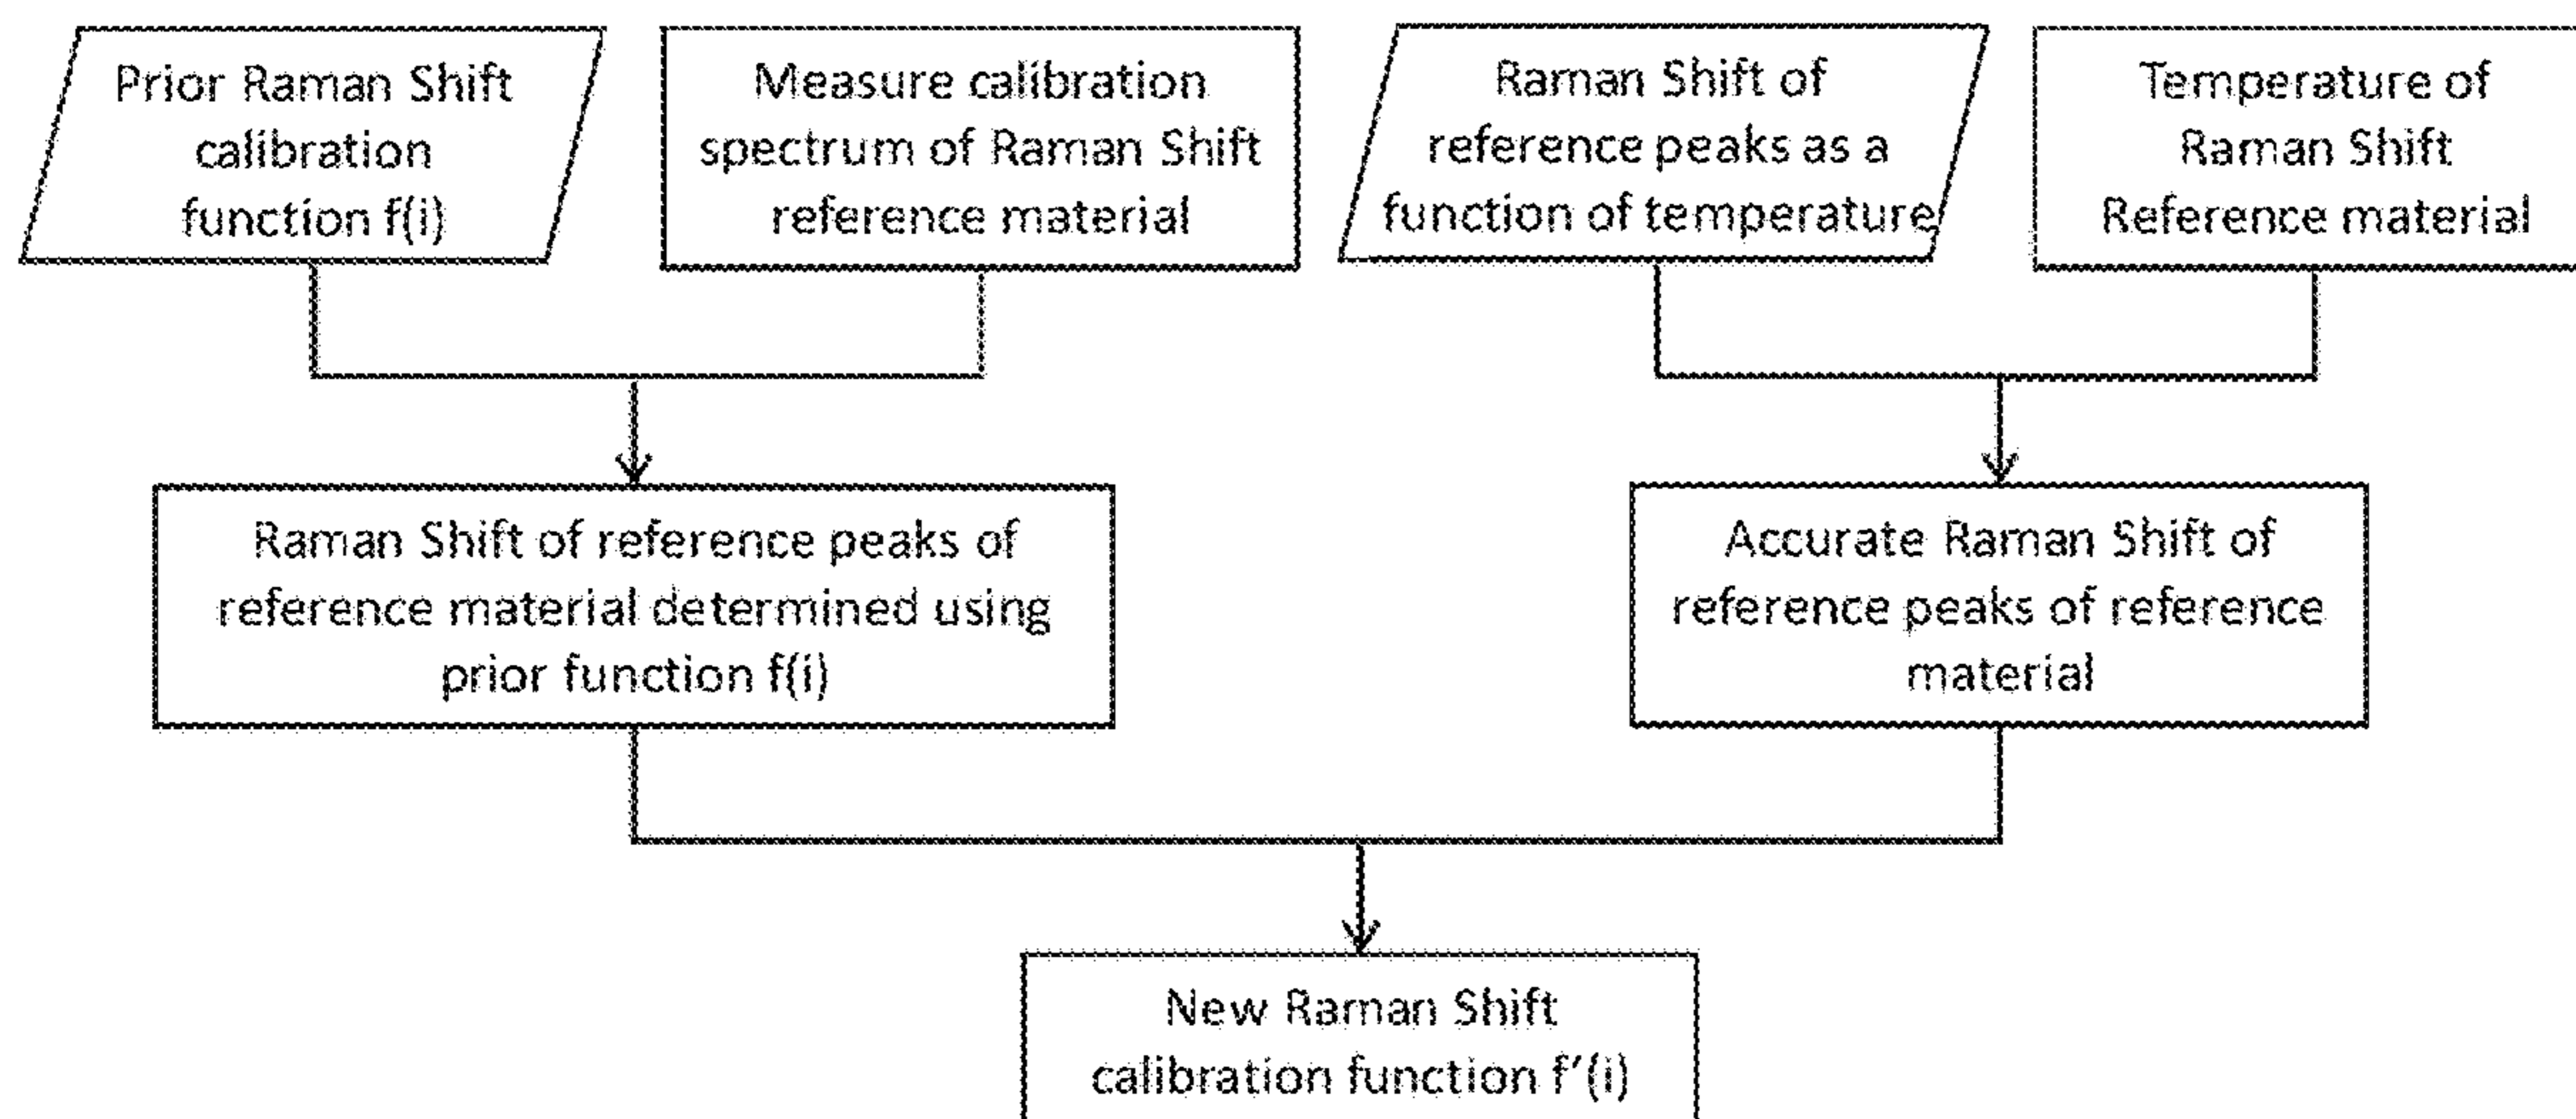 Prior Raman Shift
calibration
function f(i)
Measure calibration
spectrum of Raman Shift
reference material
Raman Shift of
reference peaks as a
function of temperature
Temperature of
Raman Shift
Reference material
Raman Shift of reference peaks of
reference material determined using
prior function f(i)
Accurate Raman Shift of
reference peaks of reference
material
New Raman Shift
calibration function f′(i)